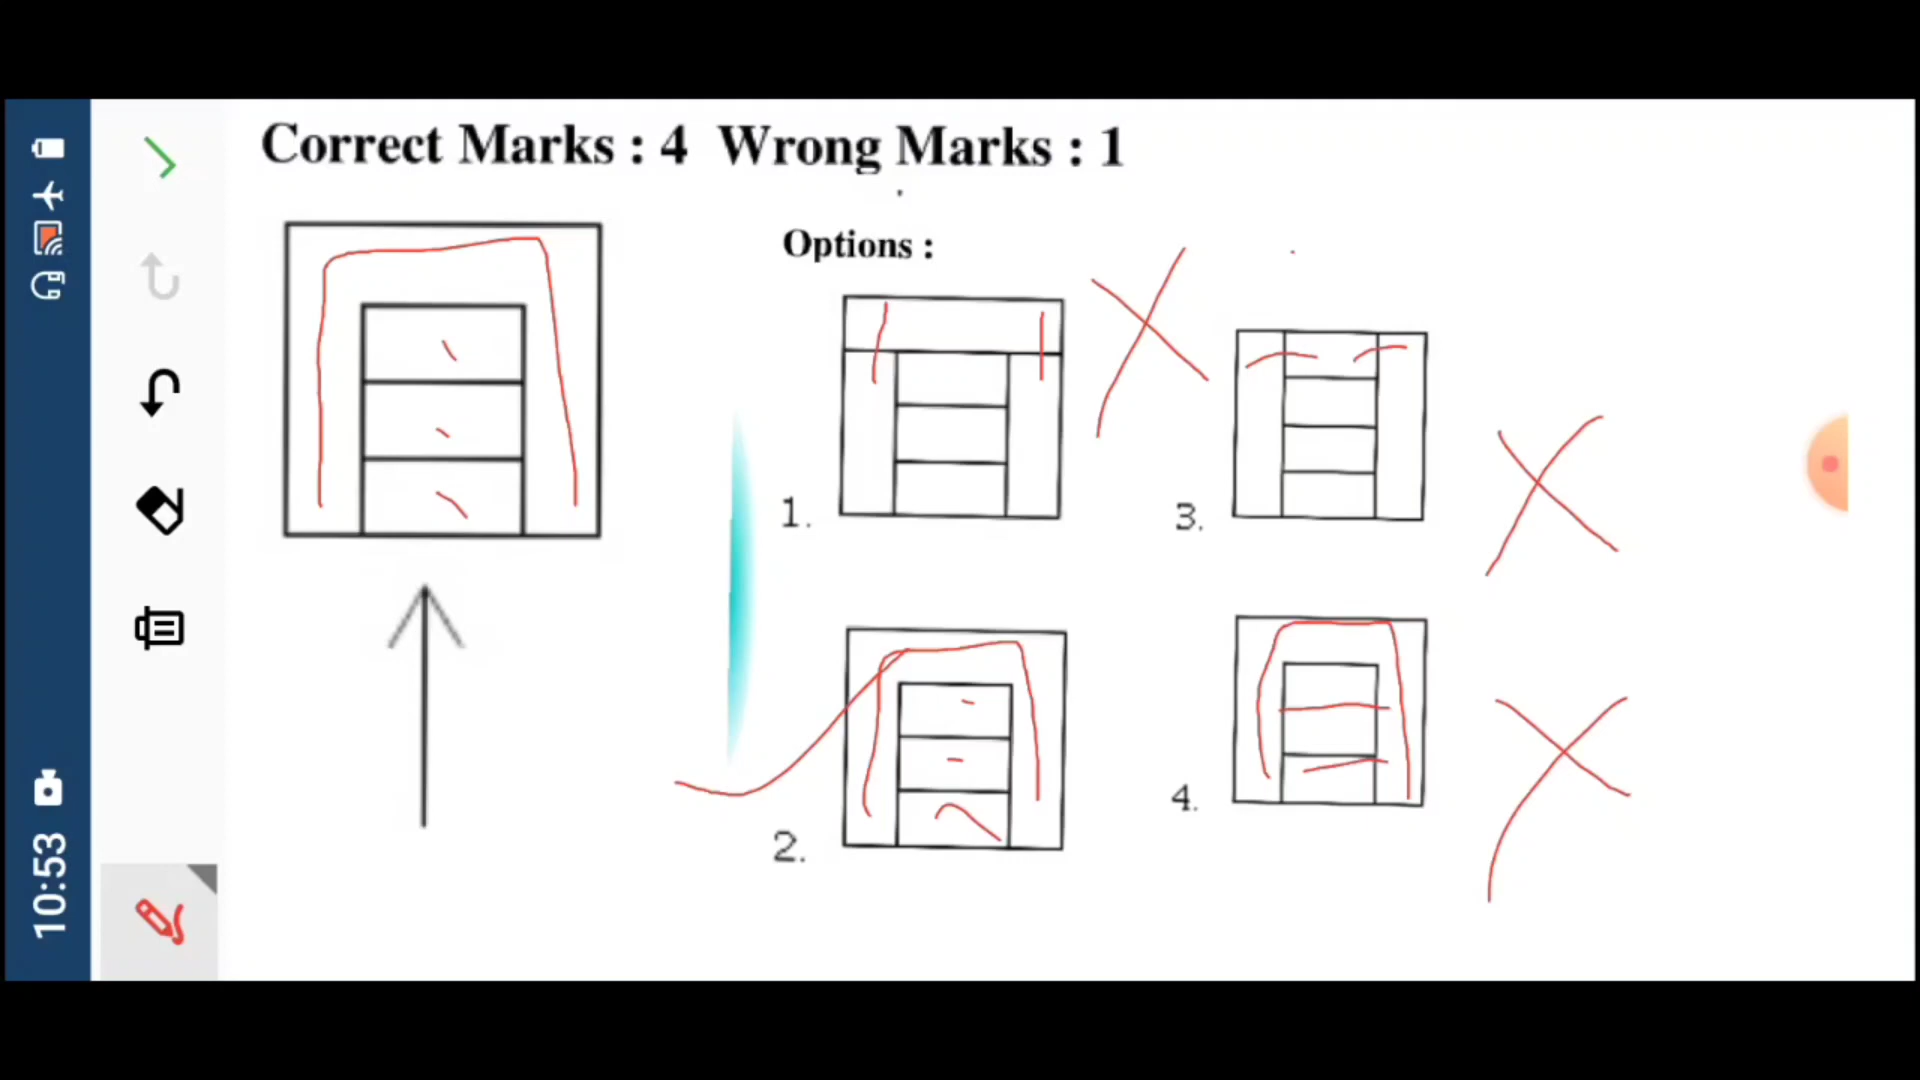 Correct Marks : 4 Wrong Marks : 1
Options :
1.
3.
2.
4.
10:53